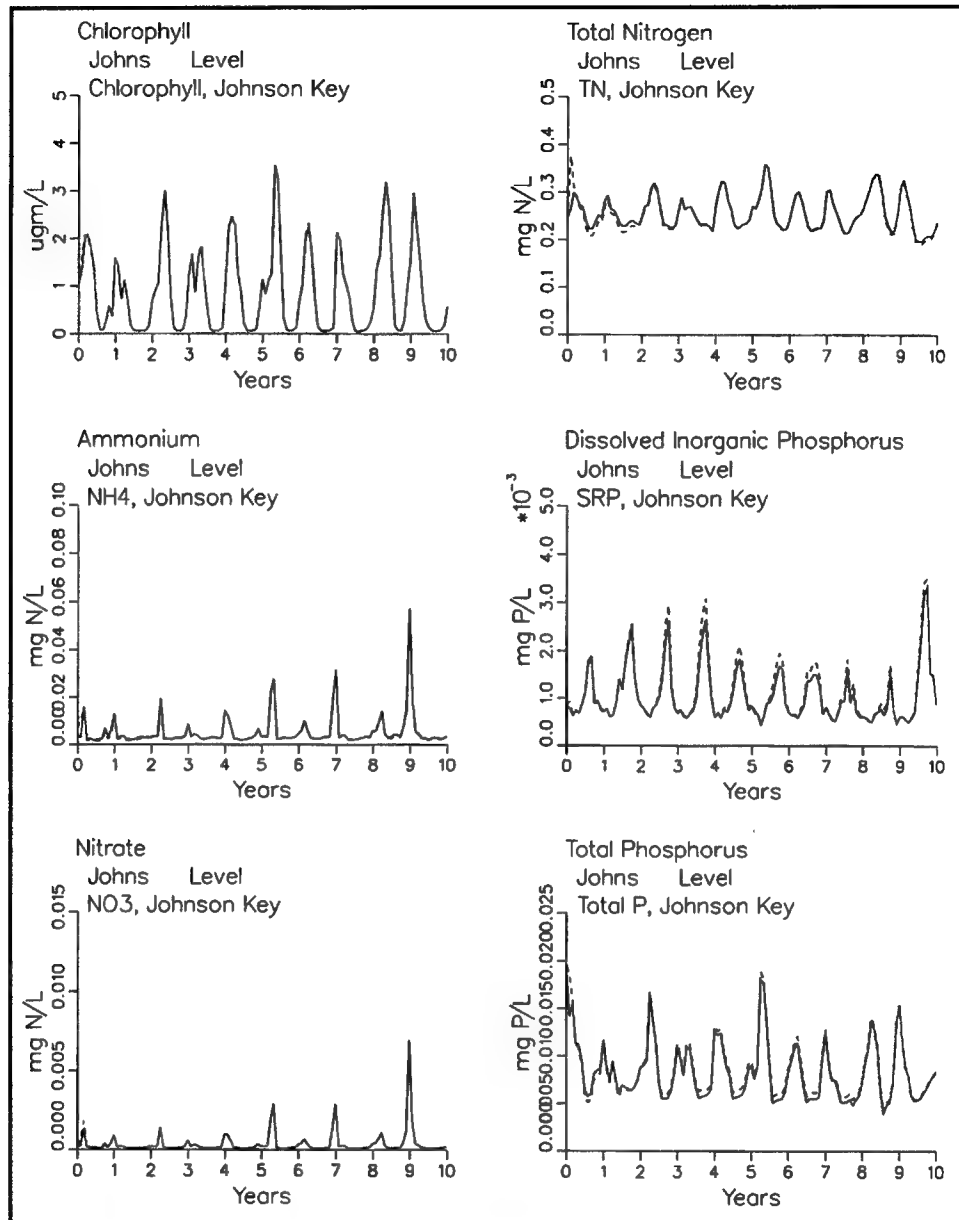 Chlorophyll
Johns Level
Chlorophyll, Johnson Key
ugm/L
5
4
3
2
1
0
0 1 2 3 4 5 6 7 8 9 10
Years
Total Nitrogen
Johns Level
TN, Johnson Key
mg N/L
0.5
0.4
0.3
0.2
0.1
0.0
0 1 2 3 4 5 6 7 8 9 10
Years
Ammonium
Johns Level
NH4, Johnson Key
mg N/L
0.10
0.08
0.06
0.04
0.02
0.00
0 1 2 3 4 5 6 7 8 9 10
Years
Dissolved Inorganic Phosphorus
Johns Level
SRP, Johnson Key
*10⁻³
mg P/L
5.0
4.0
3.0
2.0
1.0
0.0
0 1 2 3 4 5 6 7 8 9 10
Years
Nitrate
Johns Level
NO3, Johnson Key
mg N/L
0.015
0.010
0.005
0.000
0 1 2 3 4 5 6 7 8 9 10
Years
Total Phosphorus
Johns Level
Total P, Johnson Key
mg P/L
0.0000.0050.0100.0150.0200.025
0 1 2 3 4 5 6 7 8 9 10
Years